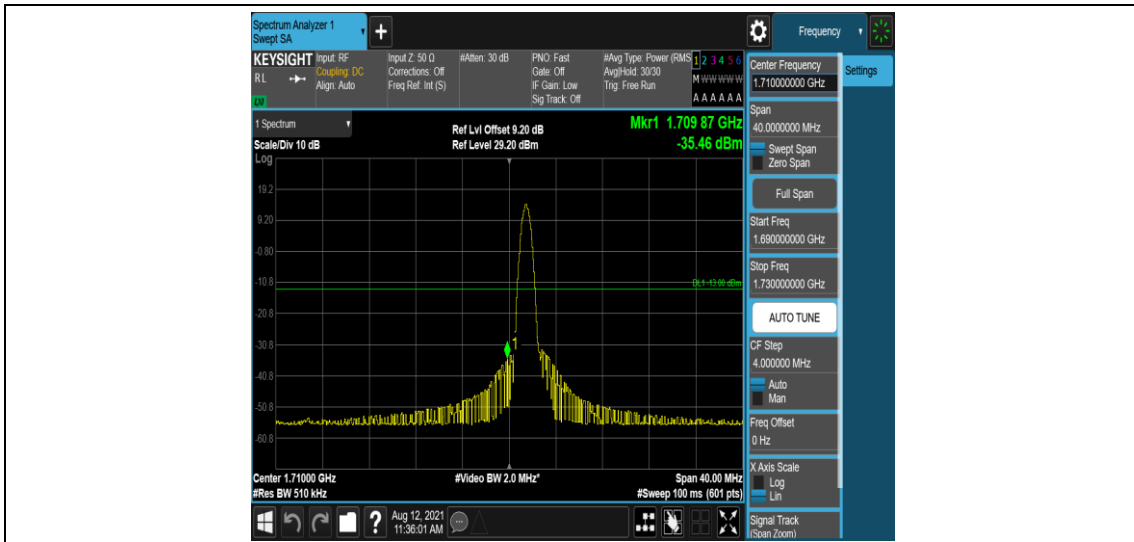 Spectrum Analyzer 1
Swept SA
+
Frequency
KEYSIGHT
RL
LM
Input: RF
Coupling: DC
Align: Auto
Input Z: 50 Ω
Corrections: Off
Freq Ref: Int (S)
#Atten: 30 dB
PNO: Fast
Gate: Off
IF Gain: Low
Sig Track: Off
#Avg Type: Power (RMS
Avg|Hold: 30/30
Trig: Free Run
1 2 3 4 5 6
M W W W W W
A A A A A A
1 Spectrum
Scale/Div 10 dB
Log
Ref Lvl Offset 9.20 dB
Ref Level 29.20 dBm
Mkr1 1.709 87 GHz
-35.46 dBm
19.2
9.20
-0.80
-10.8
DL1 -13.00 dBm
-20.8
-30.8
1
-40.8
-50.8
-60.8
Center 1.71000 GHz
#Res BW 510 kHz
#Video BW 2.0 MHz*
Span 40.00 MHz
#Sweep 100 ms (601 pts)
?
Aug 12, 2021
11:36:01 AM
Center Frequency
1.710000000 GHz
Settings
Span
40.0000000 MHz
Swept Span
Zero Span
Full Span
Start Freq
1.690000000 GHz
Stop Freq
1.730000000 GHz
AUTO TUNE
CF Step
4.000000 MHz
Auto
Man
Freq Offset
0 Hz
X Axis Scale
Log
Lin
Signal Track
(Span Zoom)